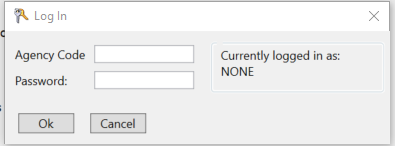 Log In
Agency Code
Currently logged in as:
Password:
NONE
Ok
Cancel